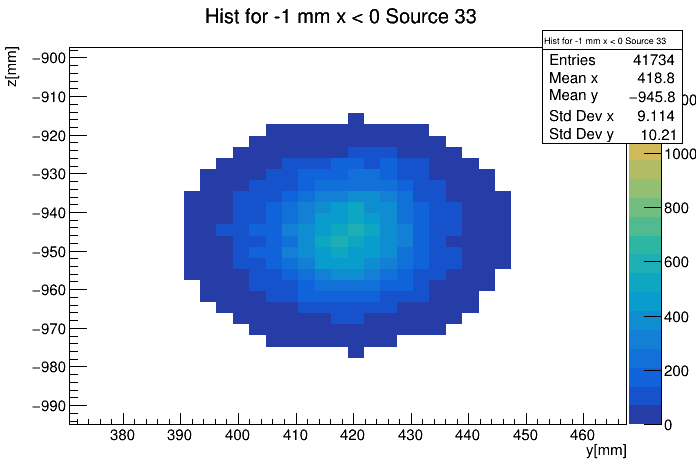 Hist for -1 mm x < 0 Source 33
z[mm]
−900
−910
−920
−930
−940
−950
−960
−970
−980
−990
380 390 400 410 420 430 440 450 460
y[mm]
Hist for -1 mm x < 0 Source 33
Entries 41734
Mean x 418.8
Mean y −945.8
Std Dev x 9.114
Std Dev y 10.21
1000
800
600
400
200
0